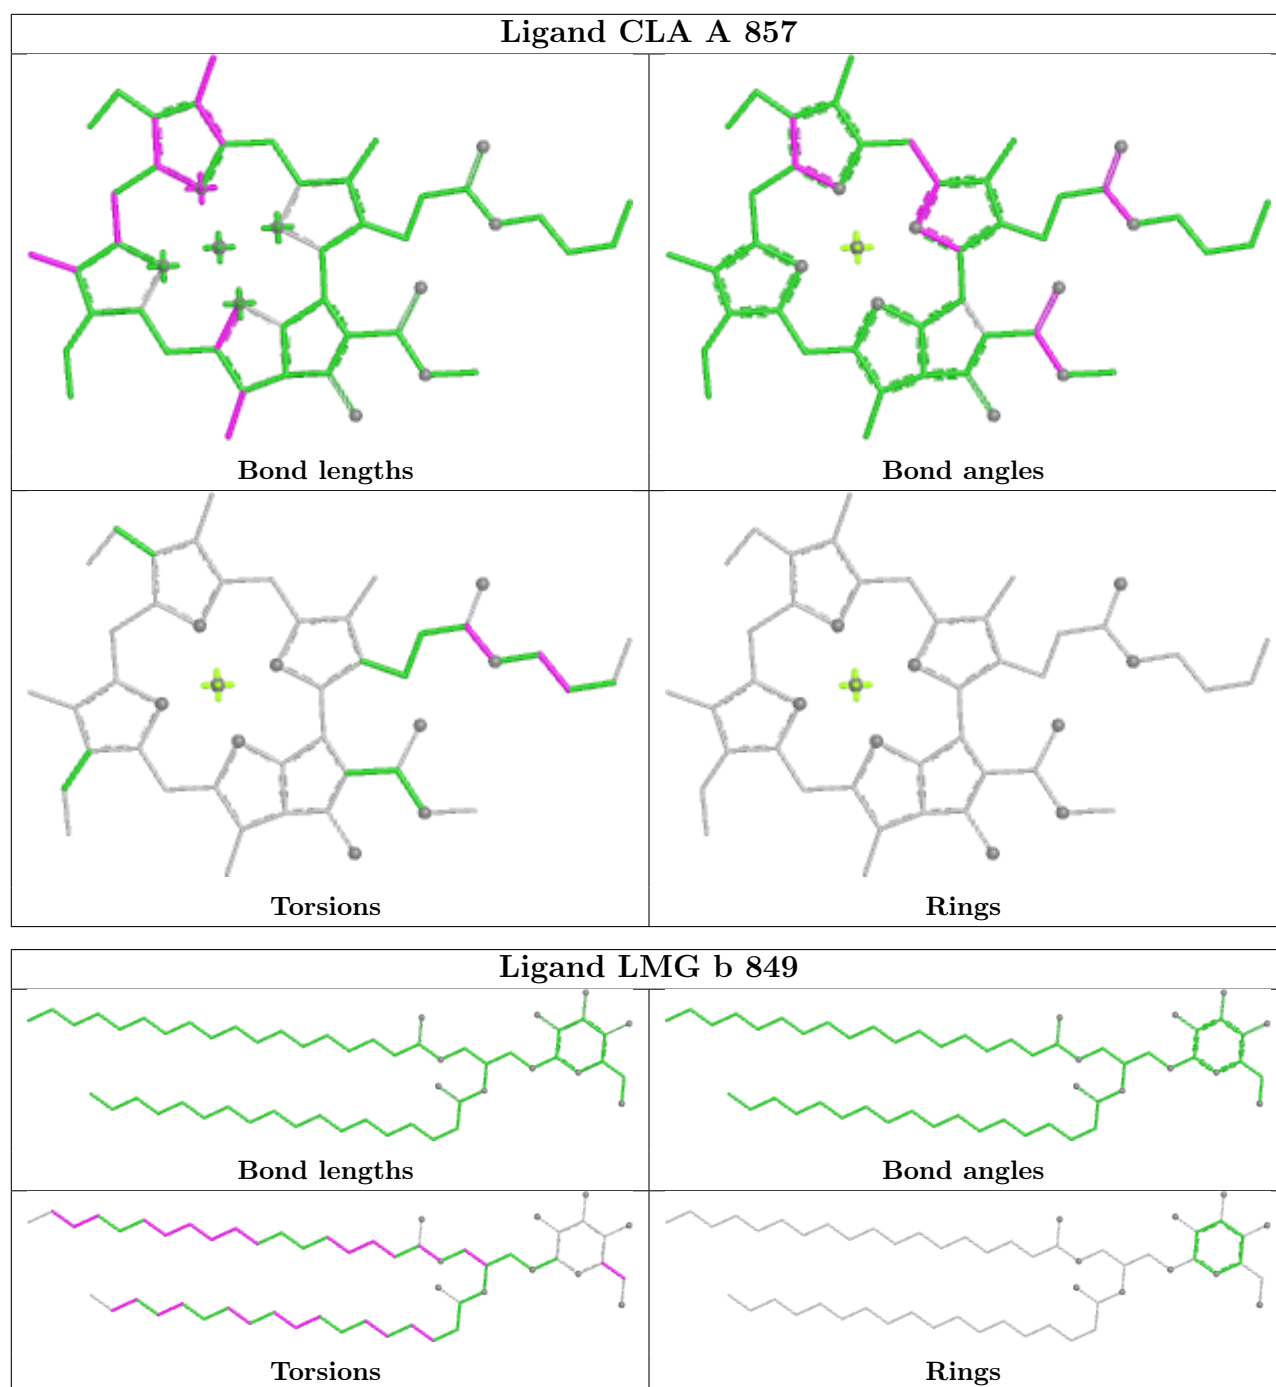 Ligand CLA A 857
Bond lengths
Bond angles
Torsions
Rings
Ligand LMG b 849
Bond lengths
Bond angles
Torsions
Rings